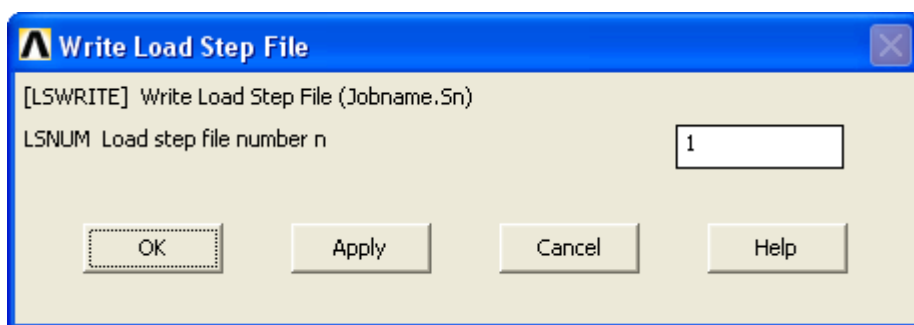 Write Load Step File
[LSWRITE] Write Load Step File (Jobname.Sn)
LSNUM Load step file number n 1
OK Apply Cancel Help